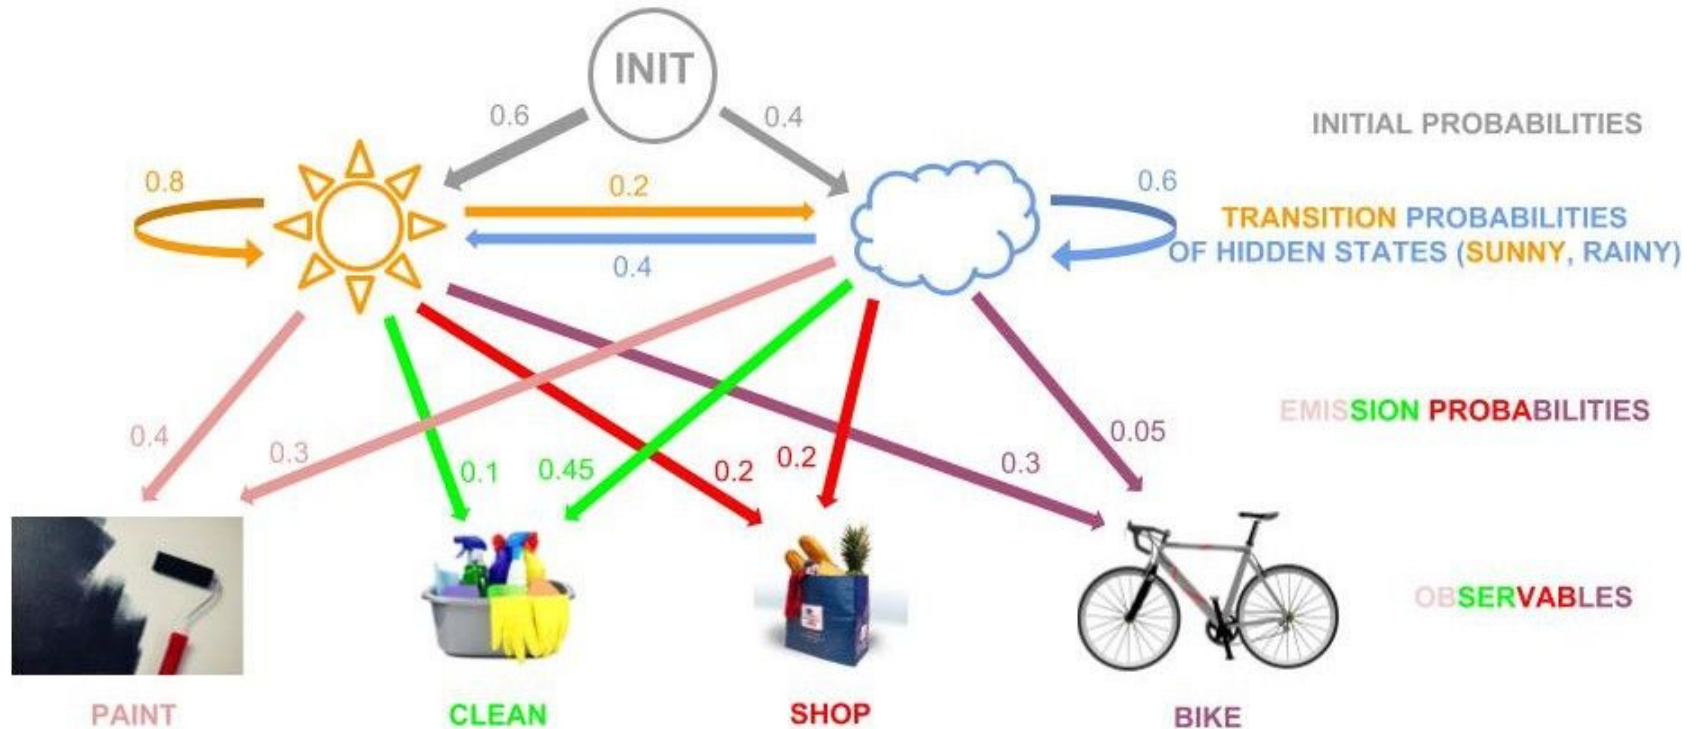 INIT
0.6
0.4
INITIAL PROBABILITIES
0.8
0.2
0.6
TRANSITION PROBABILITIES
OF HIDDEN STATES (SUNNY, RAINY)
0.4
EMISSION PROBABILITIES
0.4
0.3
0.1
0.45
0.2
0.2
0.3
0.05
OBSERVABLES
PAINT
CLEAN
SHOP
BIKE